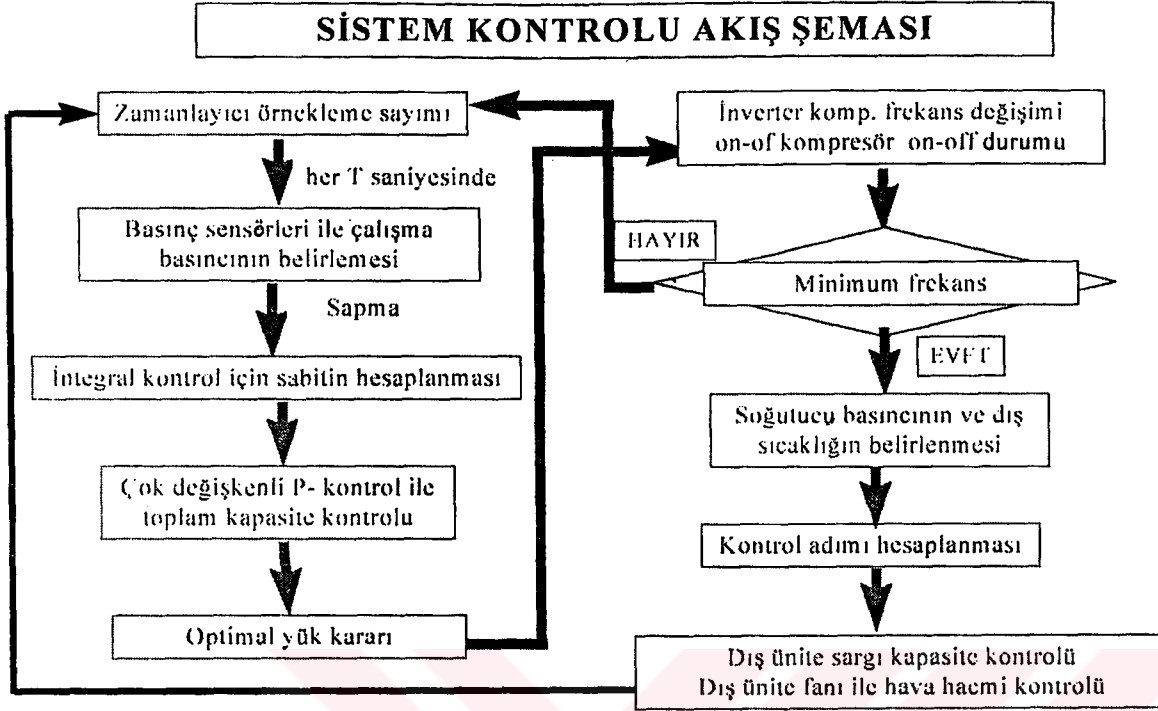 SİSTEM KONTROLU AKIŞ ŞEMASI
Zamanlayıcı örnekleme sayımı
her T saniyesinde
Basınç sensörleri ile çalışma
basıncının belirlemesi
Sapma
İntegral kontrol için sabitin hesaplanması
Çok değişkenli P- kontrol ile
toplam kapasite kontrolu
Optimal yük kararı
İnverter komp. frekans değişimi
on-of kompresör on-off durumu
HAYIR
Minimum frekans
EVET
Soğutucu basıncının ve dış
sıcaklığın belirlenmesi
Kontrol adımı hesaplanması
Dış ünite sargı kapasite kontrolü
Dış ünite fanı ile hava hacmi kontrolü